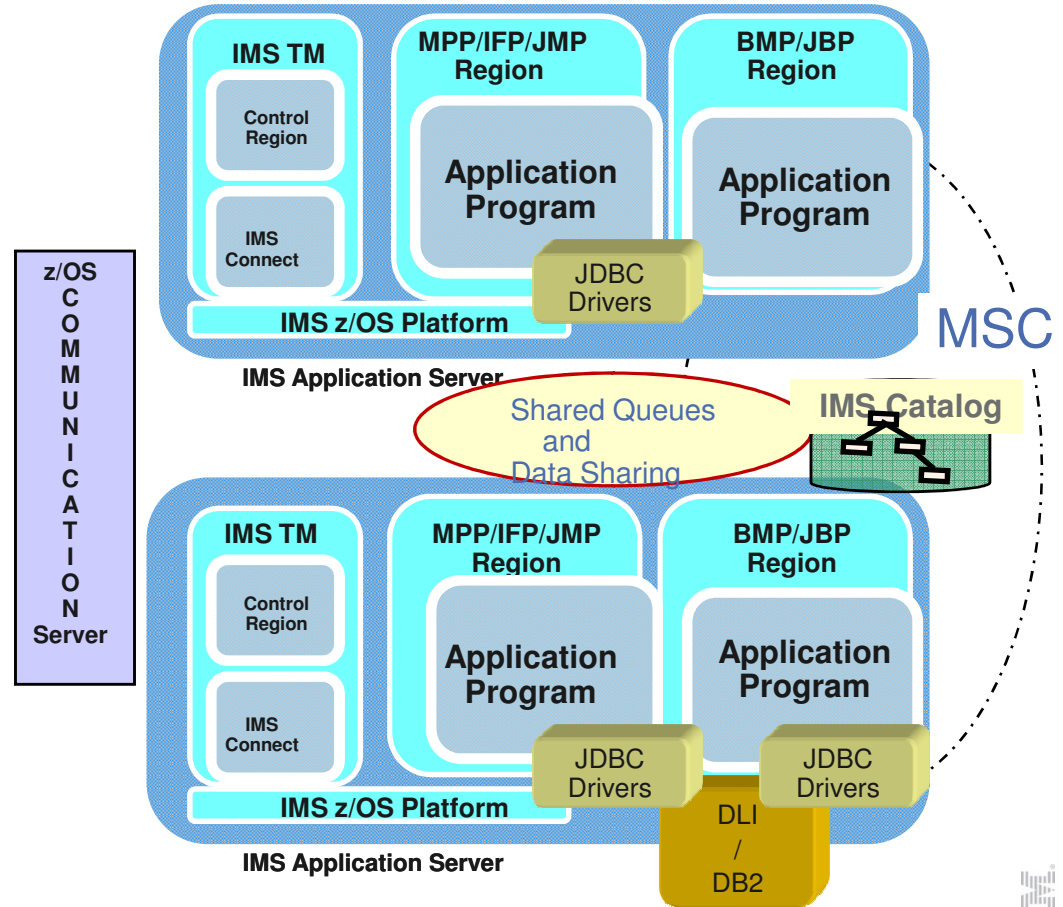 IMS TM
Control
Region
IMS
Connect
MPP/IFP/JMP
Region
Application
Program
BMP/JBP
Region
Application
Program
JDBC
Drivers
IMS z/OS Platform
IMS Application Server
z/OS
C
O
M
M
U
N
I
C
A
T
I
O
N
Server
MSC
Shared Queues
and
Data Sharing
IMS Catalog
IMS TM
Control
Region
IMS
Connect
MPP/IFP/JMP
Region
Application
Program
BMP/JBP
Region
Application
Program
JDBC
Drivers
JDBC
Drivers
IMS z/OS Platform
DLI
/
DB2
IMS Application Server